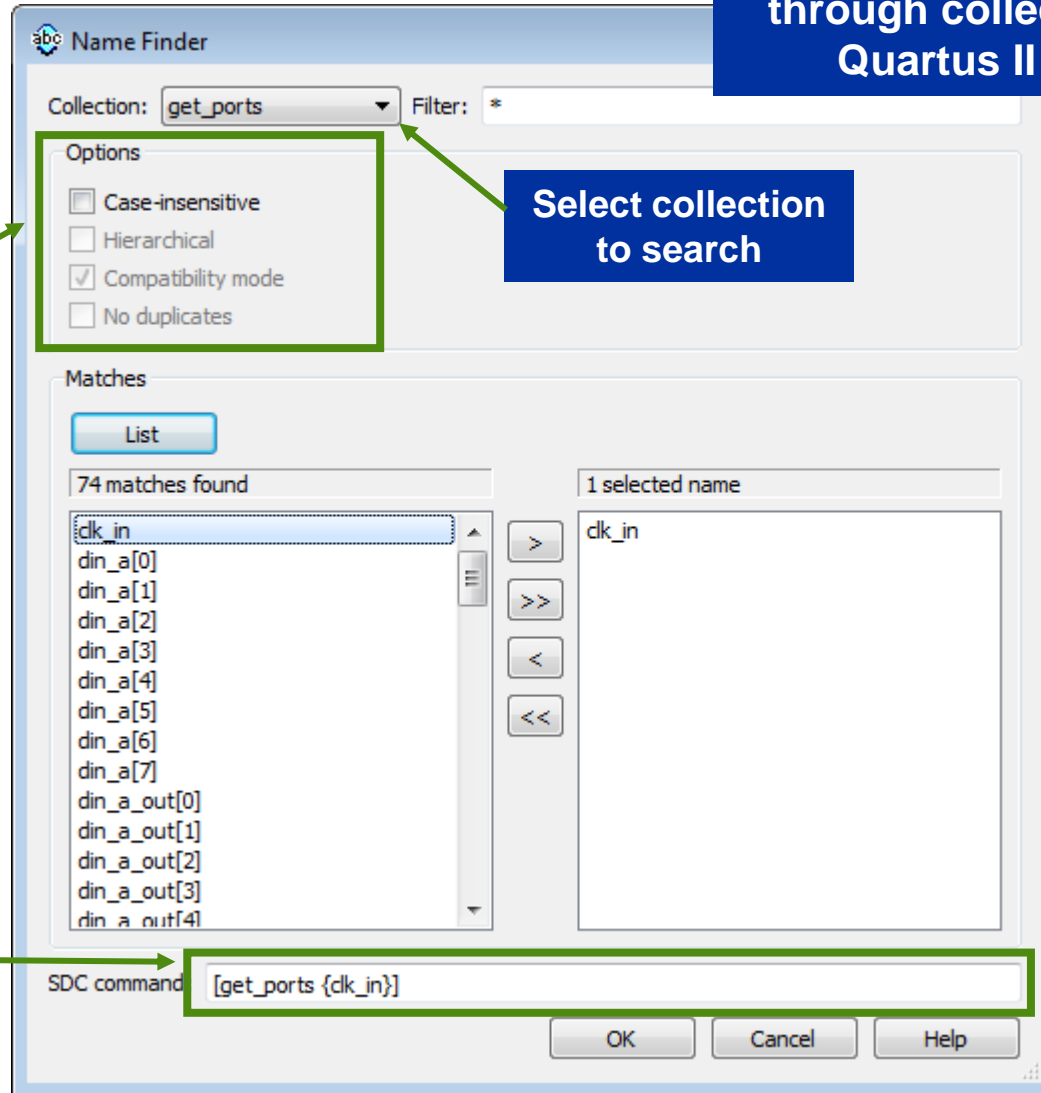 through collec
Quartus II
Name Finder
Collection: get_ports Filter: *
Options
Case-insensitive
Hierarchical
Compatibility mode
No duplicates
Select collection
to search
Matches
List
74 matches found
1 selected name
clk_in
din_a[0]
din_a[1]
din_a[2]
din_a[3]
din_a[4]
din_a[5]
din_a[6]
din_a[7]
din_a_out[0]
din_a_out[1]
din_a_out[2]
din_a_out[3]
din_a_out[4]
>
>>
<
<<
clk_in
SDC command [get_ports {clk_in}]
OK Cancel Help